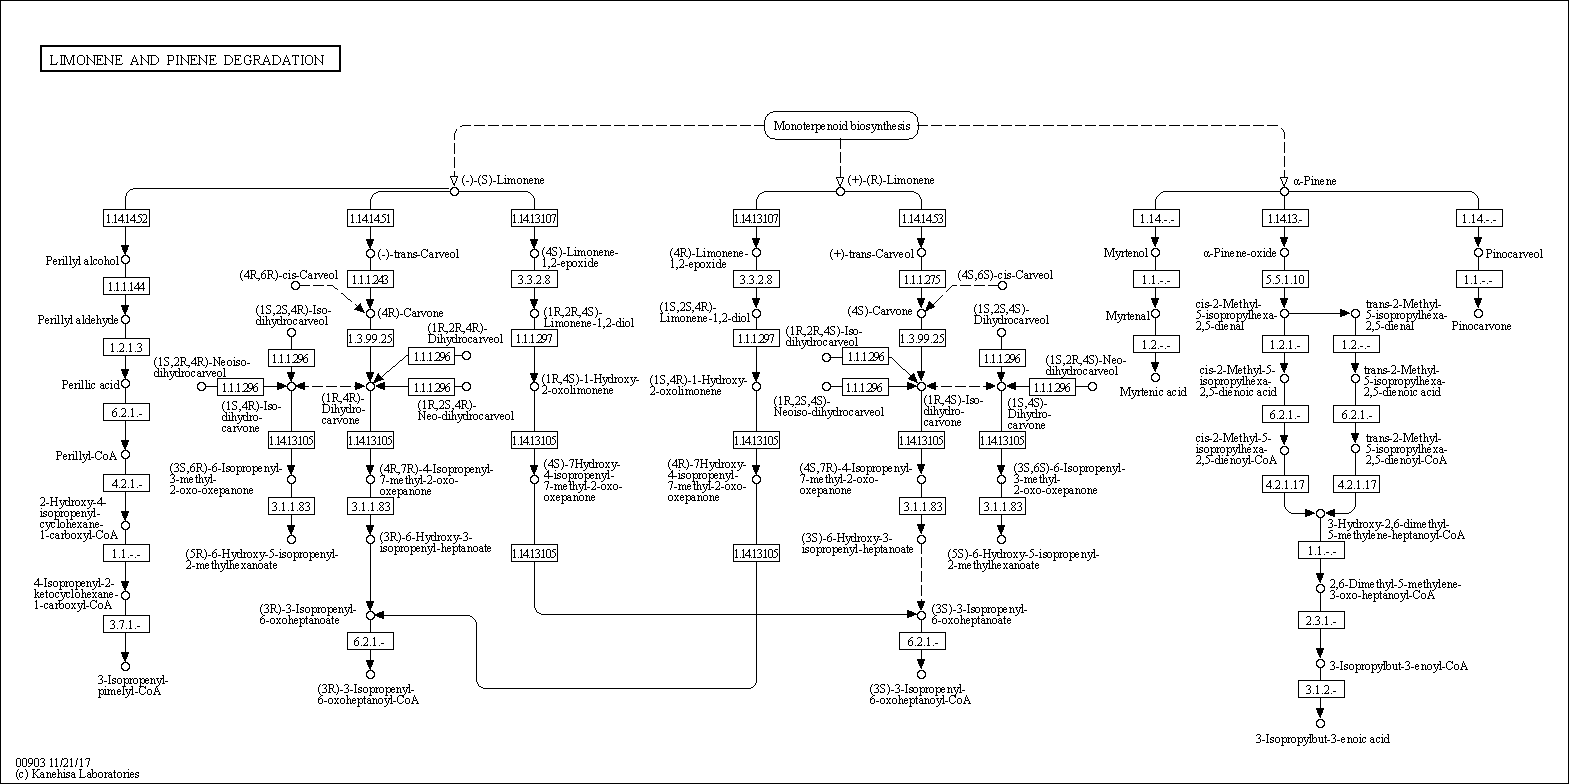 LIMONENE AND PINENE DEGRADATION
Monoterpenoid biosynthesis
(-)-(S)-Limonene
(+)-(R)-Limonene
α-Pinene
1.14.14.52
1.14.14.51
1.14.13.107
1.14.13.107
1.14.14.53
1.14.-.-
1.14.13.-
1.14.-.-
Perillyl alcohol
(-)-trans-Carveol
(4S)-Limonene-
1,2-epoxide
(4R)-Limonene-
1,2-epoxide
(+)-trans-Carveol
Myrtenol
α-Pinene-oxide
Pinocarveol
(4R,6R)-cis-Carveol
(4S,6S)-cis-Carveol
1.1.1.144
1.1.1.243
3.3.2.8
3.3.2.8
1.1.1.275
1.1.-.-
5.5.1.10
1.1.-.-
Perillyl aldehyde
(1S,2S,4R)-Iso-
dihydrocarveol
(4R)-Carvone
(1R,2R,4S)-
Limonene-1,2-diol
(1S,2S,4R)-
Limonene-1,2-diol
(4S)-Carvone
(1S,2S,4S)-
Dihydrocarveol
Myrtenal
cis-2-Methyl-
5-isopropylhexa-
2,5-dienal
trans-2-Methyl-
5-isopropylhexa-
2,5-dienal
Pinocarvone
1.2.1.3
1.3.99.25
(1R,2R,4R)-
Dihydrocarveol
1.1.1.297
1.1.1.297
(1R,2R,4S)-Iso-
dihydrocarveol
1.3.99.25
1.2.-.-
1.2.1.-
1.2.-.-
(1S,2R,4R)-Neoiso-
dihydrocarveol
1.1.1.296
1.1.1.296
1.1.1.296
1.1.1.296
1.1.1.296
(1S,2R,4S)-Neo-
dihydrocarveol
Perillic acid
1.1.1.296
1.1.1.296
1.1.1.296
(1S,4R)-Iso-
dihydro-
carvone
(1R,4R)-
Dihydro-
carvone
(1R,2S,4R)-
Neo-dihydrocarveol
(1R,4S)-1-Hydroxy-
2-oxolimonene
(1S,4R)-1-Hydroxy-
2-oxolimonene
(1R,2S,4S)-
Neoiso-dihydrocarveol
(1R,4S)-Iso-
dihydro-
carvone
(1S,4S)-
Dihydro-
carvone
Myrtenic acid
cis-2-Methyl-5-
isopropylhexa-
2,5-dienoic acid
trans-2-Methyl-
5-isopropylhexa-
2,5-dienoic acid
6.2.1.-
1.14.13.105
1.14.13.105
1.14.13.105
1.14.13.105
1.14.13.105
1.14.13.105
6.2.1.-
6.2.1.-
Perillyl-CoA
(3S,6R)-6-Isopropenyl-
3-methyl-
2-oxo-oxepanone
(4R,7R)-4-Isopropenyl-
7-methyl-2-oxo-
oxepanone
(4S)-7Hydroxy-
4-isopropenyl-
7-methyl-2-oxo-
oxepanone
(4R)-7Hydroxy-
4-isopropenyl-
7-methyl-2-oxo-
oxepanone
(4S,7R)-4-Isopropenyl-
7-methyl-2-oxo-
oxepanone
(3S,6S)-6-Isopropenyl-
3-methyl-
2-oxo-oxepanone
cis-2-Methyl-5-
isopropylhexa-
2,5-dienoyl-CoA
trans-2-Methyl-
5-isopropylhexa-
2,5-dienoyl-CoA
4.2.1.-
3.1.1.83
3.1.1.83
3.1.1.83
3.1.1.83
4.2.1.17
4.2.1.17
2-Hydroxy-4-
isopropenyl-
cyclohexane-
1-carboxyl-CoA
(5R)-6-Hydroxy-5-isopropenyl-
2-methylhexanoate
(3R)-6-Hydroxy-3-
isopropenyl-heptanoate
(3S)-6-Hydroxy-3-
isopropenyl-heptanoate
(5S)-6-Hydroxy-5-isopropenyl-
2-methylhexanoate
3-Hydroxy-2,6-dimethyl-
5-methylene-heptanoyl-CoA
1.1.-.-
1.14.13.105
1.14.13.105
1.1.-.-
4-Isopropenyl-2-
ketocyclohexane-
1-carboxyl-CoA
(3R)-3-Isopropenyl-
6-oxoheptanoate
(3S)-3-Isopropenyl-
6-oxoheptanoate
2,6-Dimethyl-5-methylene-
3-oxo-heptanoyl-CoA
3.7.1.-
6.2.1.-
6.2.1.-
2.3.1.-
3-Isopropenyl-
pimelyl-CoA
(3R)-3-Isopropenyl-
6-oxoheptanoyl-CoA
(3S)-3-Isopropenyl-
6-oxoheptanoyl-CoA
3-Isopropylbut-3-enoyl-CoA
3.1.2.-
3-Isopropylbut-3-enoic acid
00903 11/21/17
(c) Kanehisa Laboratories